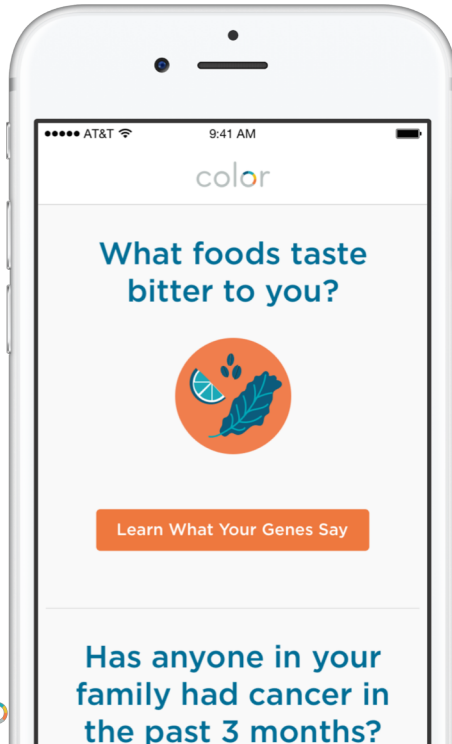 AT&T 9:41 AM
color
What foods taste
bitter to you?
Learn What Your Genes Say
Has anyone in your
family had cancer in
the past 3 months?